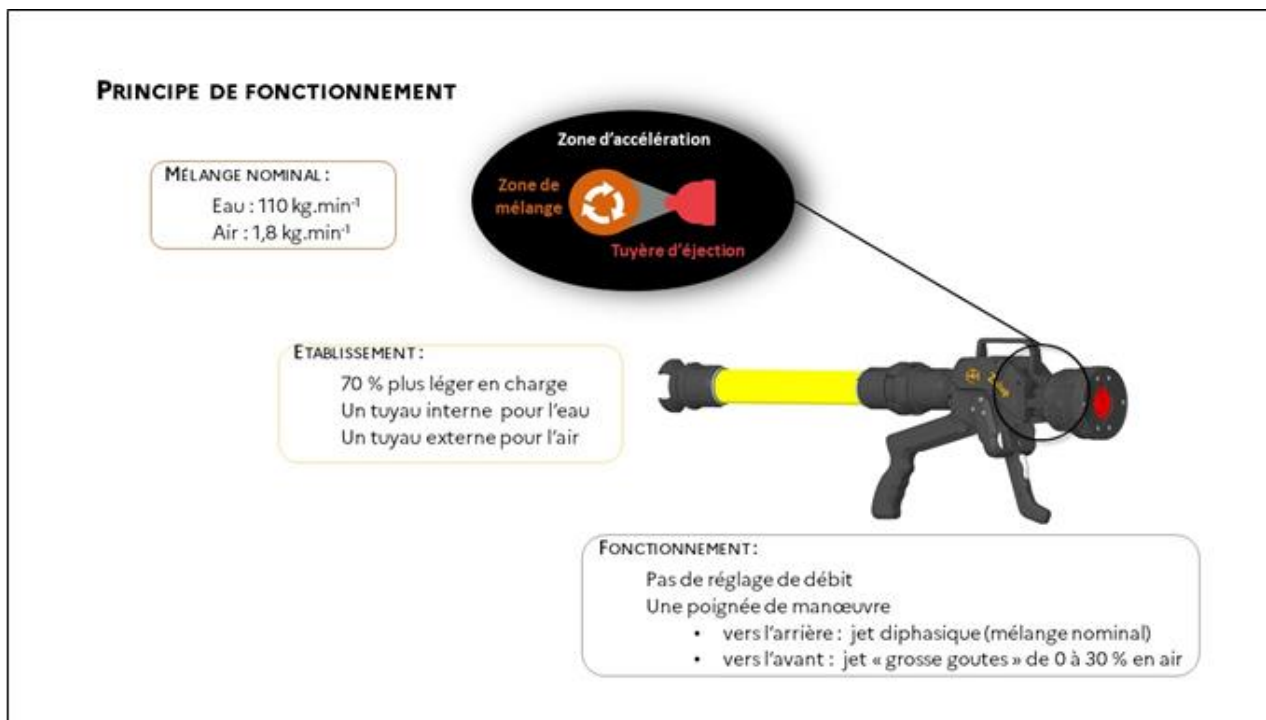 PRINCIPE DE FONCTIONNEMENT
Zone d'accélération
Zone de
mélange
Tuyère d'éjection
MÉLANGE NOMINAL :
Eau : 110 kg.min⁻¹
Air : 1,8 kg.min⁻¹
ETABLISSEMENT :
70 % plus léger en charge
Un tuyau interne pour l'eau
Un tuyau externe pour l'air
FONCTIONNEMENT :
Pas de réglage de débit
Une poignée de manœuvre
• vers l'arrière : jet diphasique (mélange nominal)
• vers l'avant : jet « grosse goutes » de 0 à 30 % en air